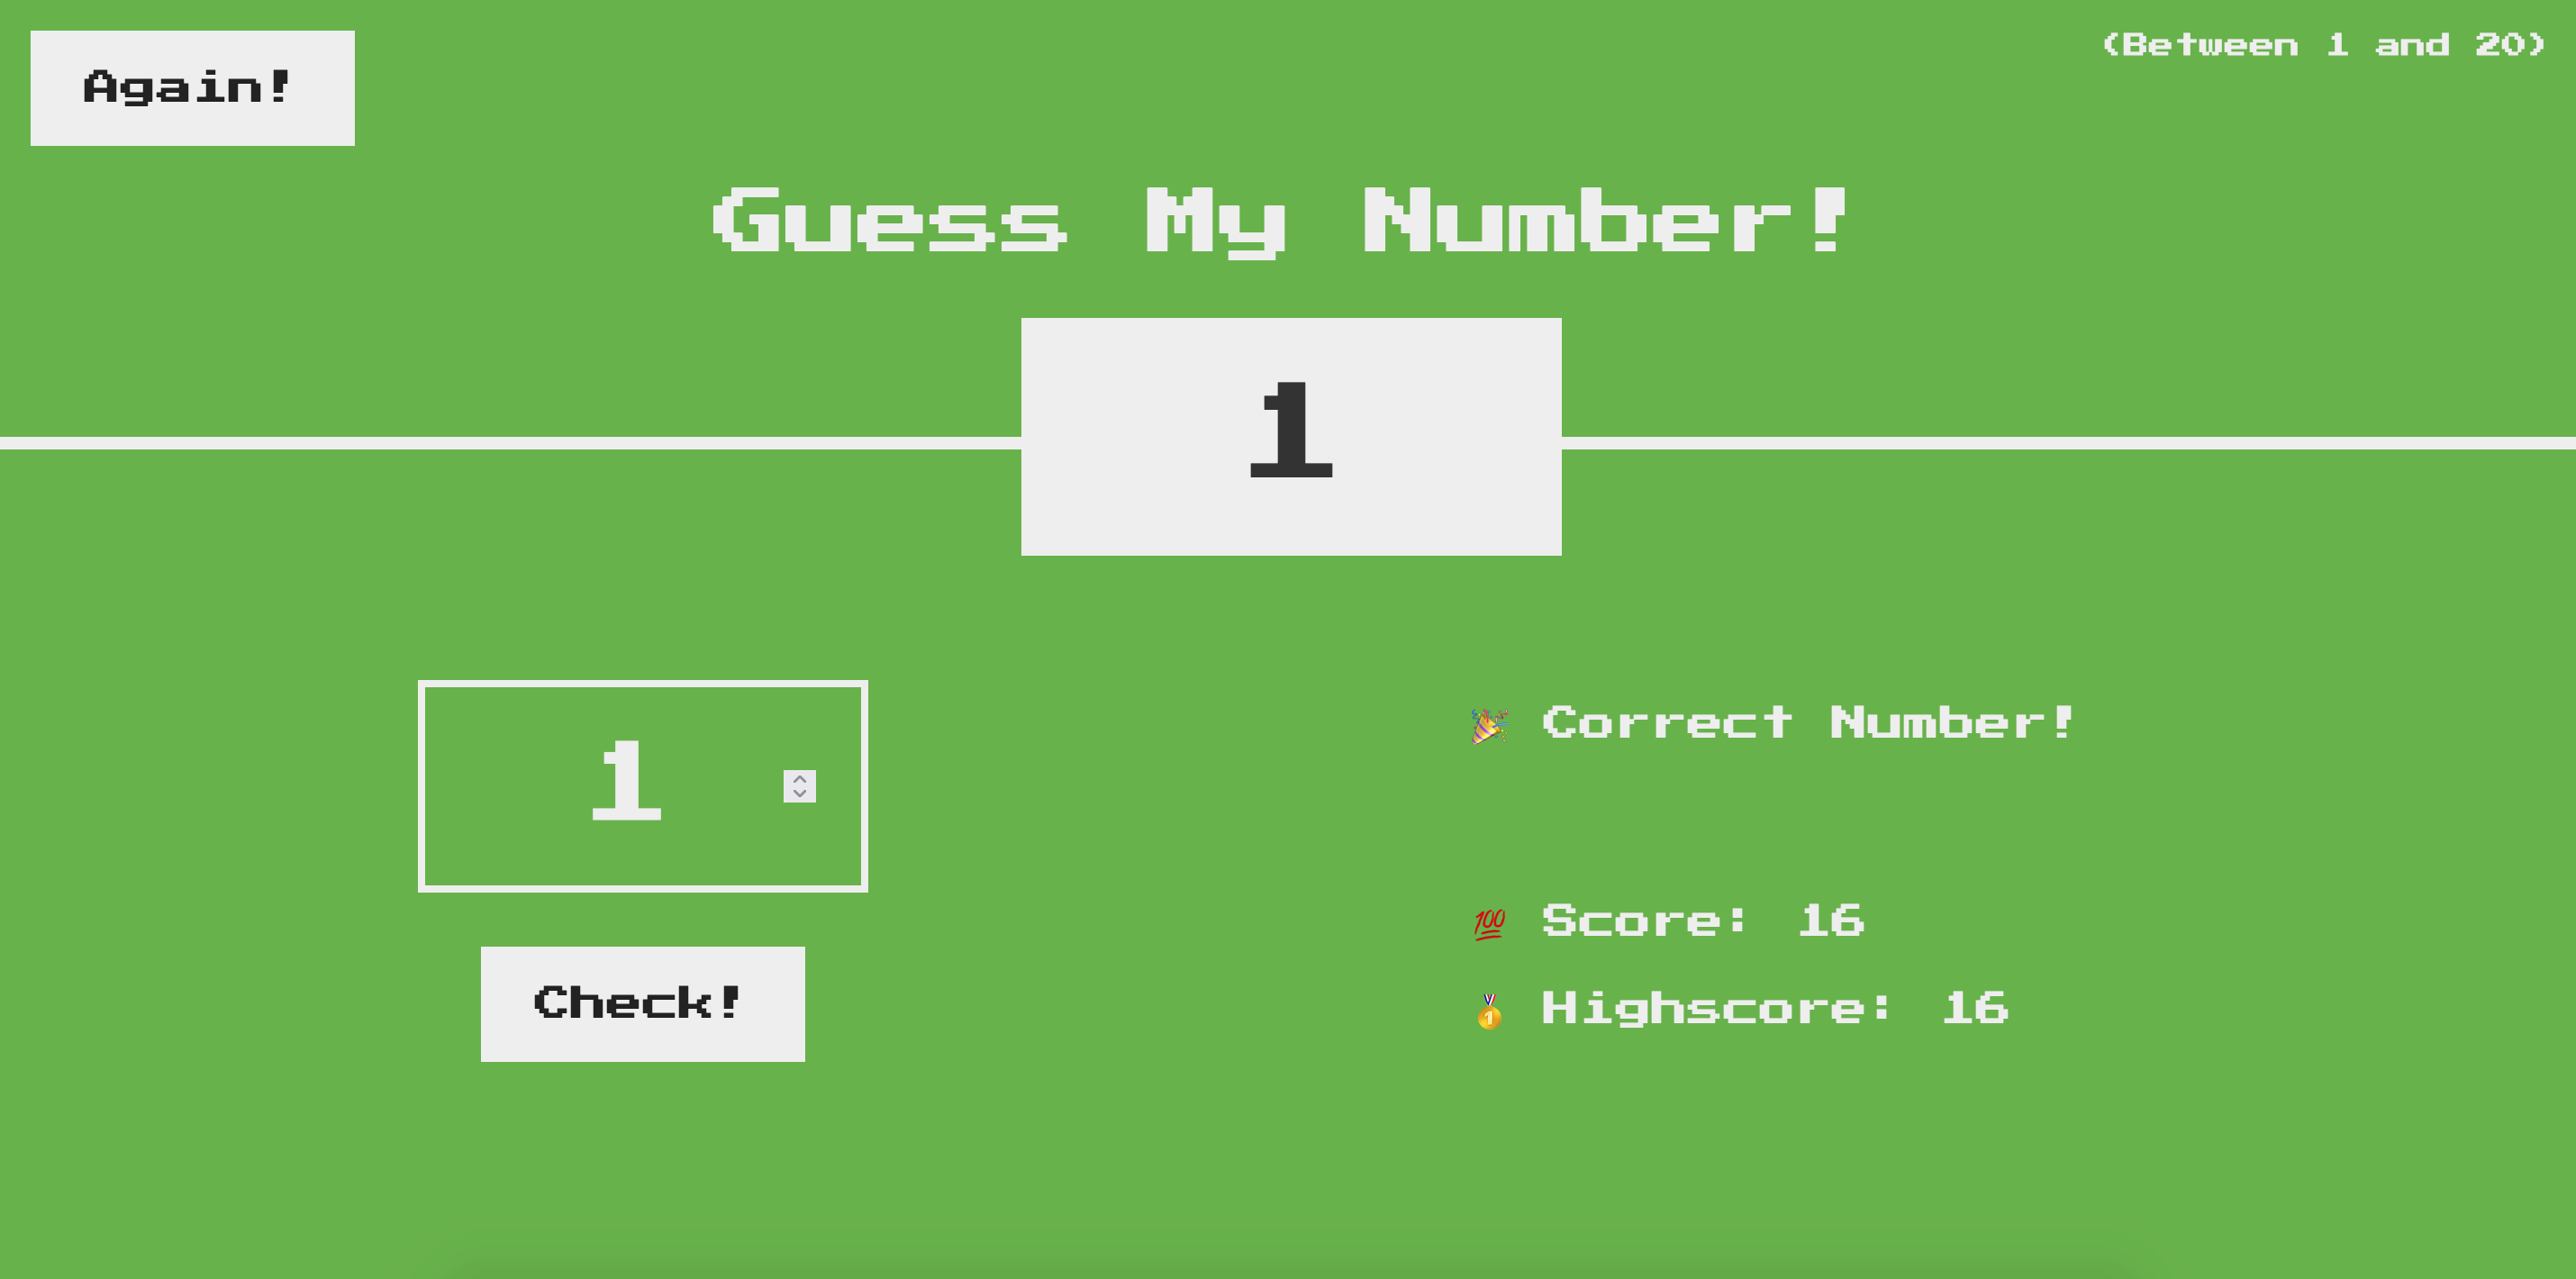 Again!
(Between 1 and 20)
Guess My Number!
1
1
Check!
🎉 Correct Number!
💯 Score: 16
🥇 Highscore: 16